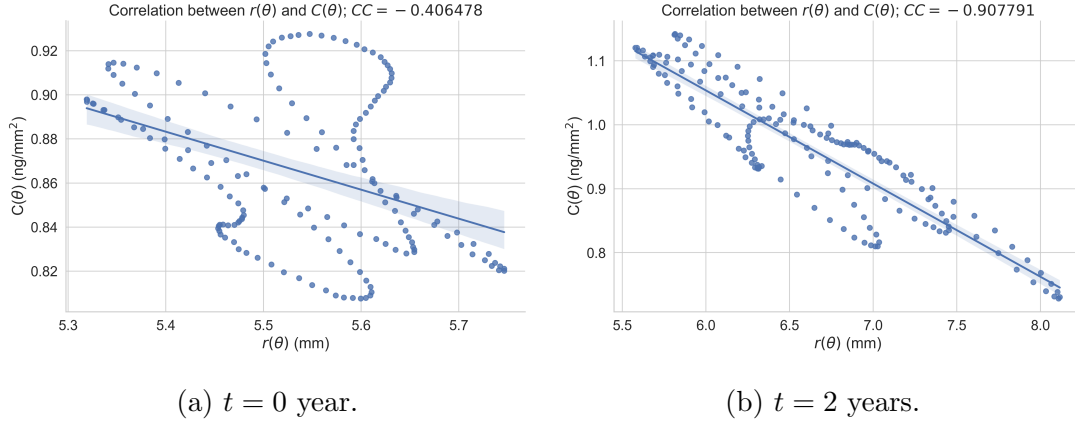 Correlation between r(θ) and C(θ); CC = −0.406478
0.92
0.90
0.88
0.86
0.84
0.82
C(θ) (ng/mm²)
5.3 5.4 5.5 5.6 5.7
r(θ) (mm)
(a) t = 0 year.
Correlation between r(θ) and C(θ); CC = −0.907791
1.1
1.0
0.9
0.8
C(θ) (ng/mm²)
5.5 6.0 6.5 7.0 7.5 8.0
r(θ) (mm)
(b) t = 2 years.